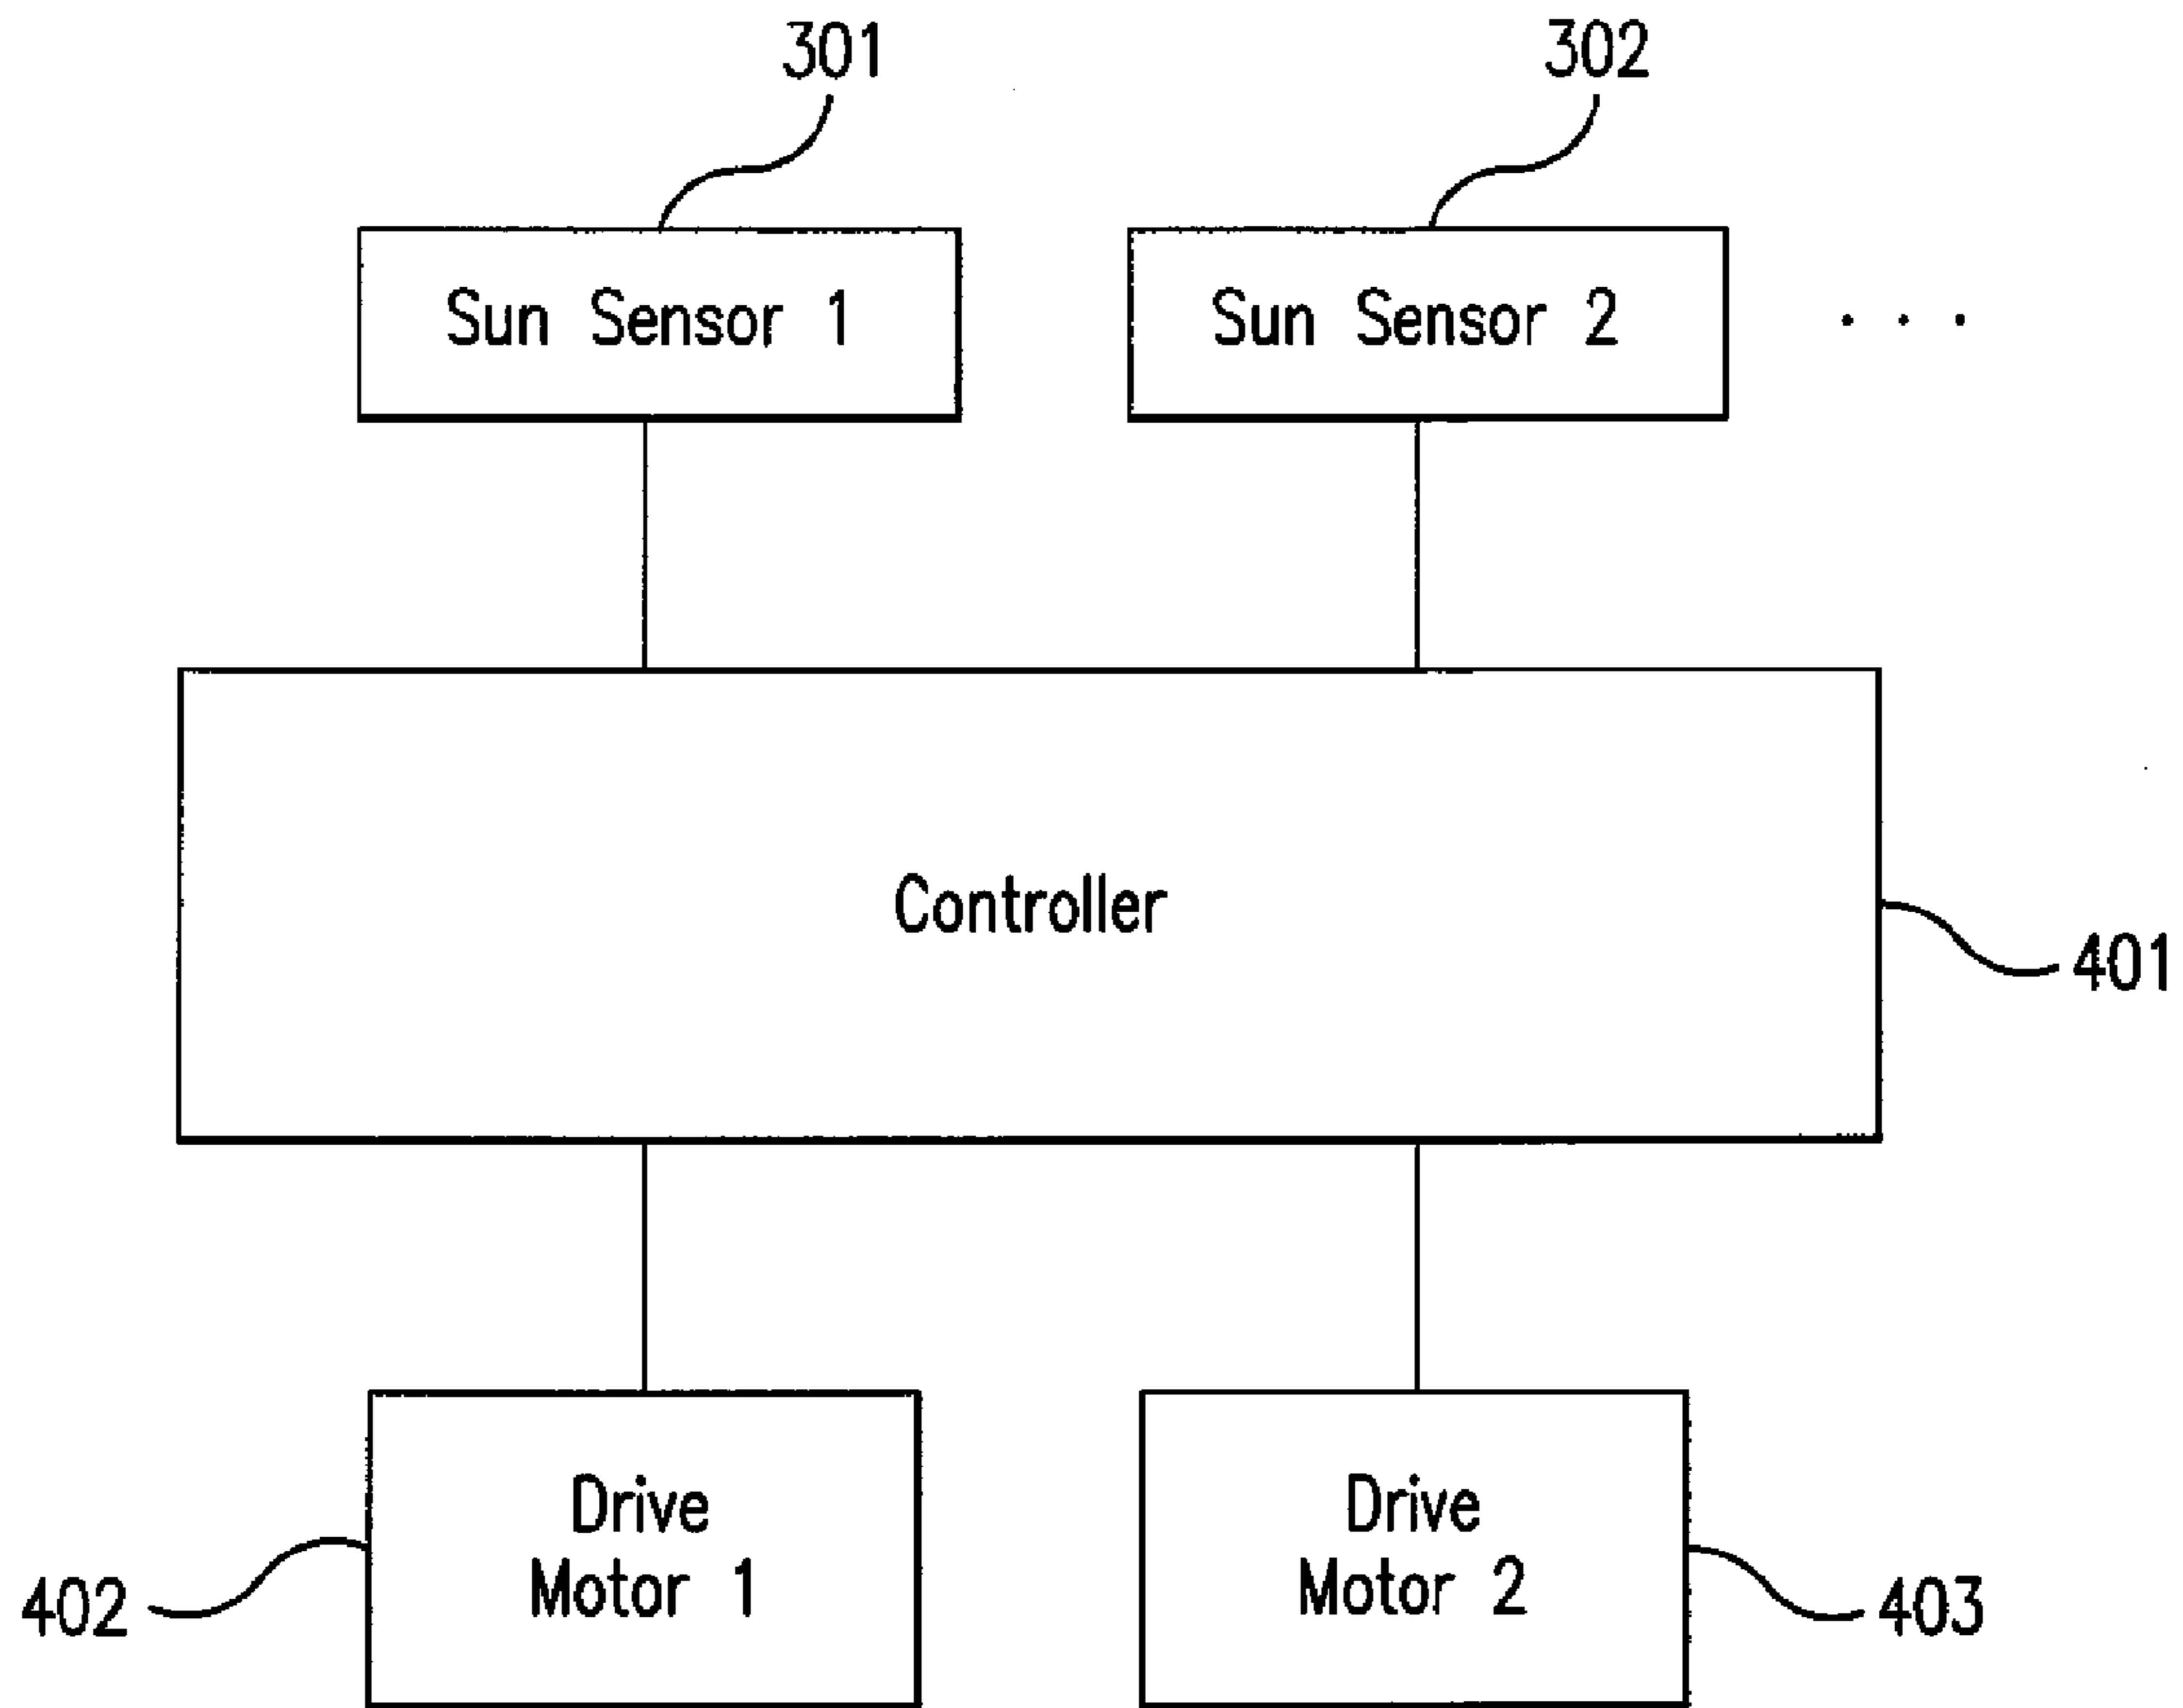 301
302
Sun Sensor 1
Sun Sensor 2
. . .
Controller
401
Drive
Motor 1
Drive
Motor 2
402
403